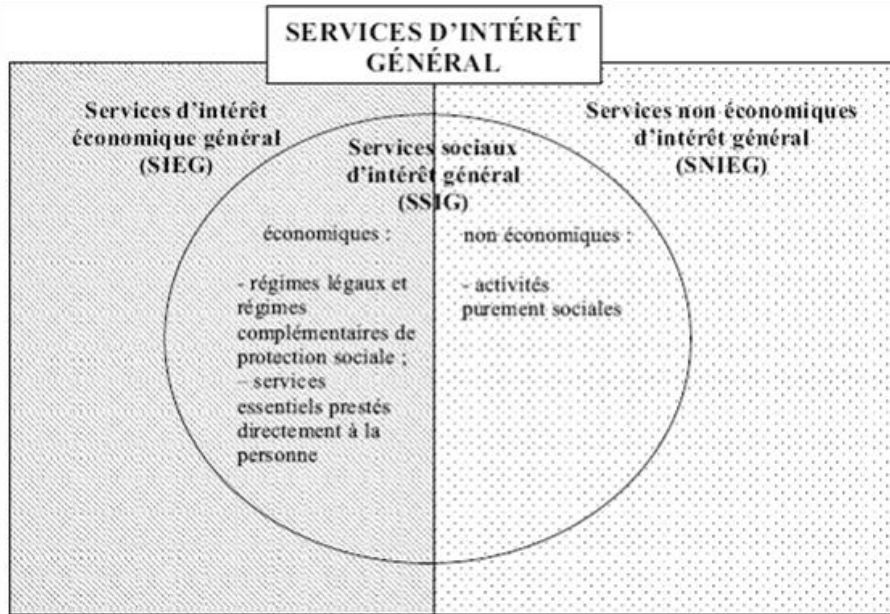 SERVICES D'INTÉRÊT
GÉNÉRAL
Services d'intérêt
économique général
(SIEG)
Services non économiques
d'intérêt général
(SNIEG)
Services sociaux
d'intérêt général
(SSIG)
économiques :
- régimes légaux et
régimes
complémentaires de
protection sociale ;
– services
essentiels prestés
directement à la
personne
non économiques :
- activités
purement sociales